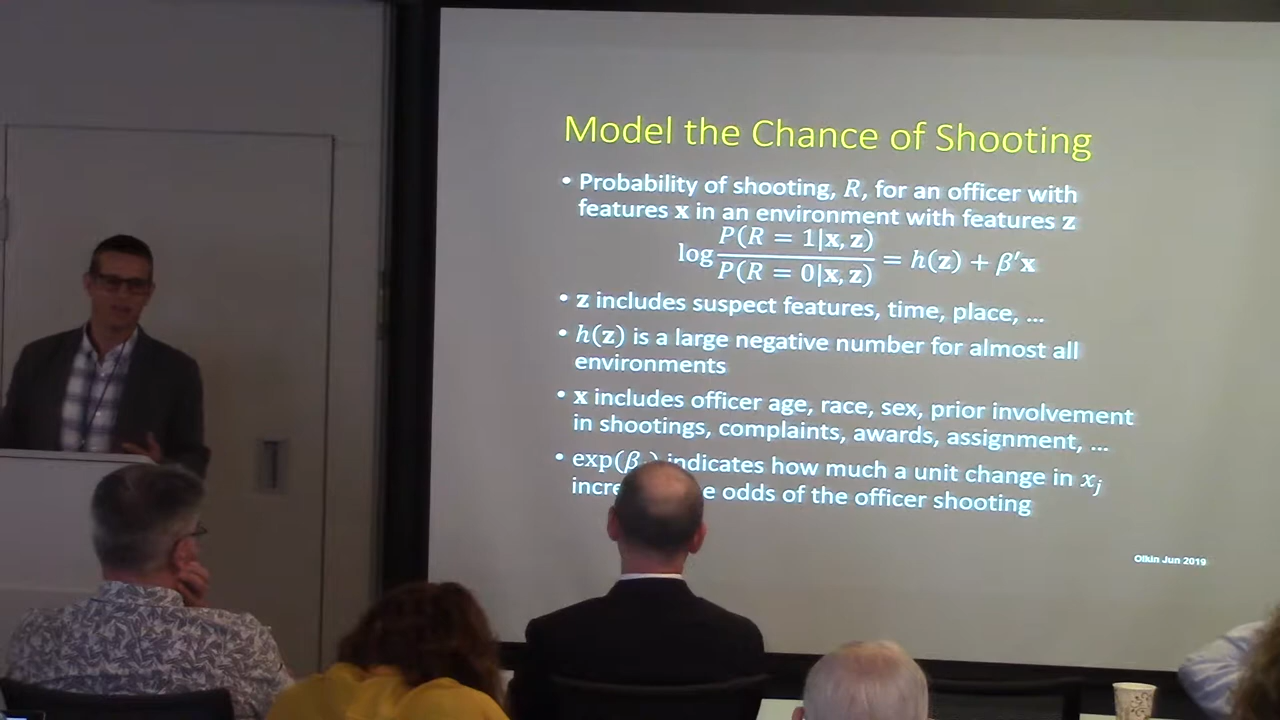 Model the Chance of Shooting
• Probability of shooting, R, for an officer with
features x in an environment with features z
log P(R = 1|x, z) / P(R = 0|x, z) = h(z) + β′x
• z includes suspect features, time, place, ...
• h(z) is a large negative number for almost all
environments
• x includes officer age, race, sex, prior involvement
in shootings, complaints, awards, assignment, ...
• exp(β ) indicates how much a unit change in xⱼ
odds of the officer shooting
Olkin Jun 2019